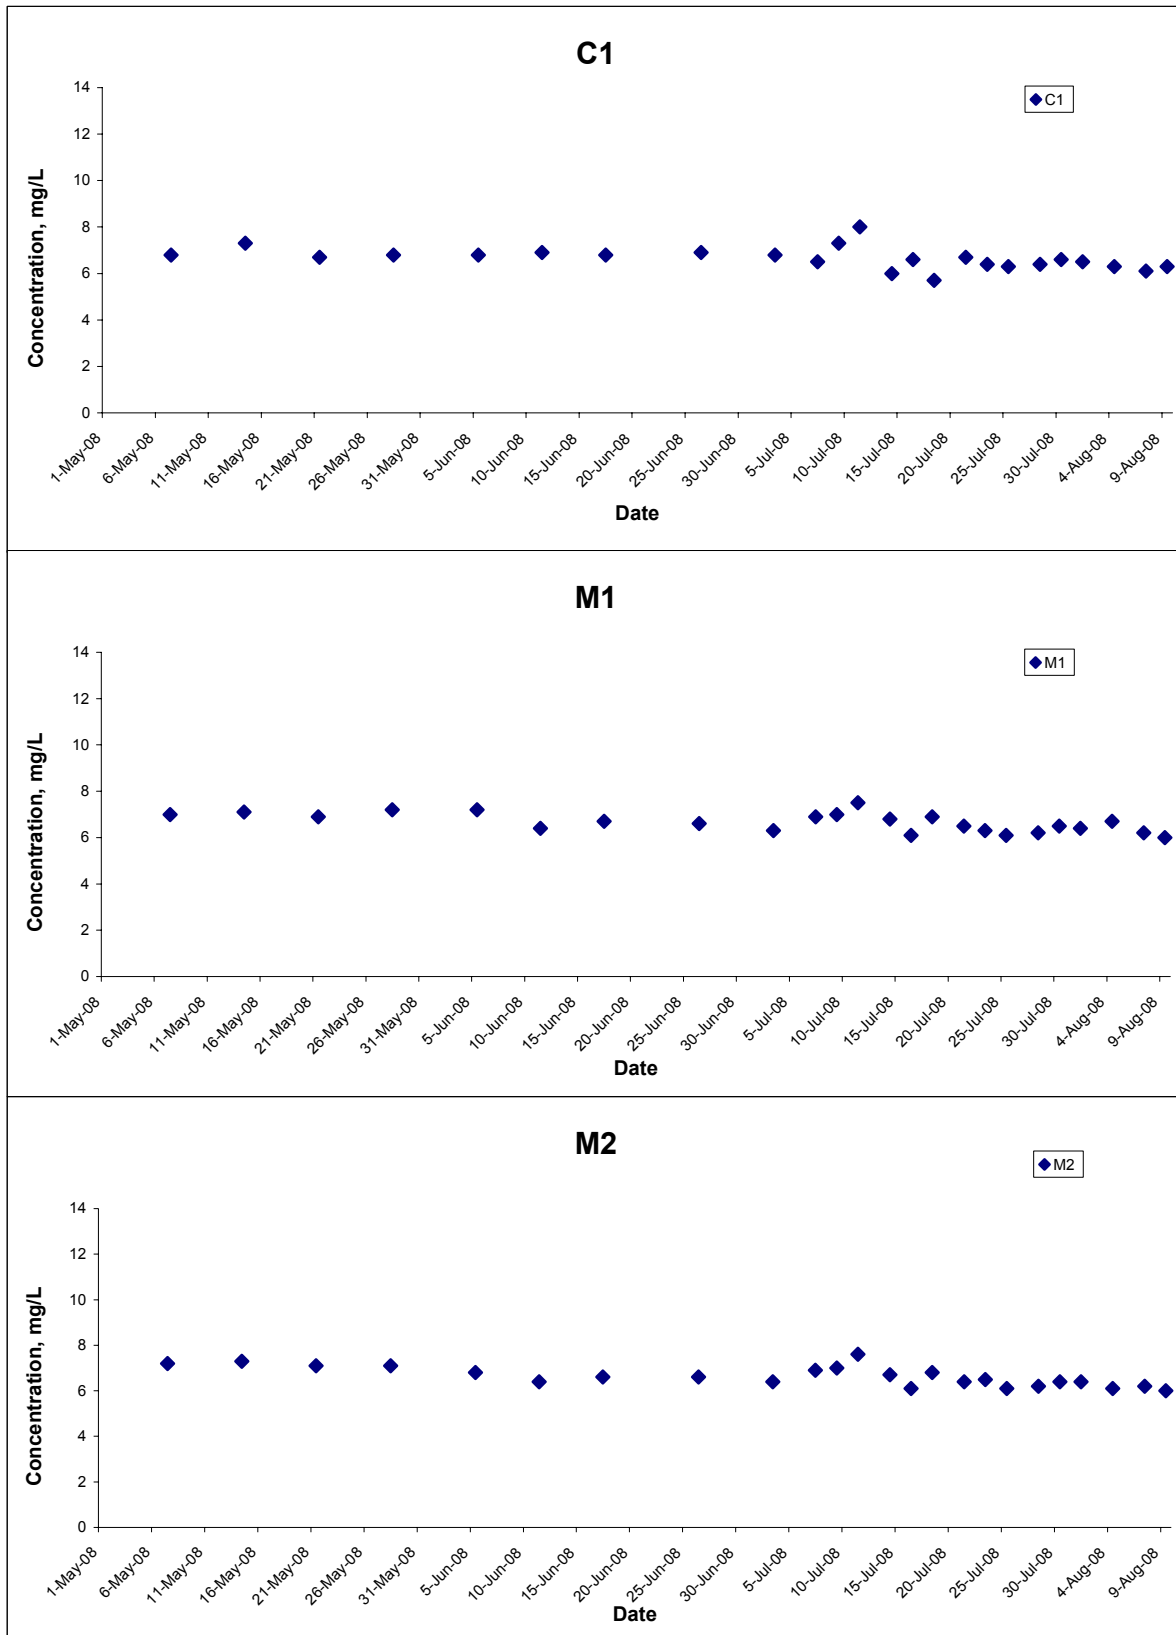 C1
C1
14
12
10
8
6
4
2
0
Concentration, mg/L
1-May-08
6-May-08
11-May-08
16-May-08
21-May-08
26-May-08
31-May-08
5-Jun-08
10-Jun-08
15-Jun-08
20-Jun-08
25-Jun-08
30-Jun-08
5-Jul-08
10-Jul-08
15-Jul-08
20-Jul-08
25-Jul-08
30-Jul-08
4-Aug-08
9-Aug-08
Date
M1
M1
14
12
10
8
6
4
2
0
Concentration, mg/L
1-May-08
6-May-08
11-May-08
16-May-08
21-May-08
26-May-08
31-May-08
5-Jun-08
10-Jun-08
15-Jun-08
20-Jun-08
25-Jun-08
30-Jun-08
5-Jul-08
10-Jul-08
15-Jul-08
20-Jul-08
25-Jul-08
30-Jul-08
4-Aug-08
9-Aug-08
Date
M2
M2
14
12
10
8
6
4
2
0
Concentration, mg/L
1-May-08
6-May-08
11-May-08
16-May-08
21-May-08
26-May-08
31-May-08
5-Jun-08
10-Jun-08
15-Jun-08
20-Jun-08
25-Jun-08
30-Jun-08
5-Jul-08
10-Jul-08
15-Jul-08
20-Jul-08
25-Jul-08
30-Jul-08
4-Aug-08
9-Aug-08
Date